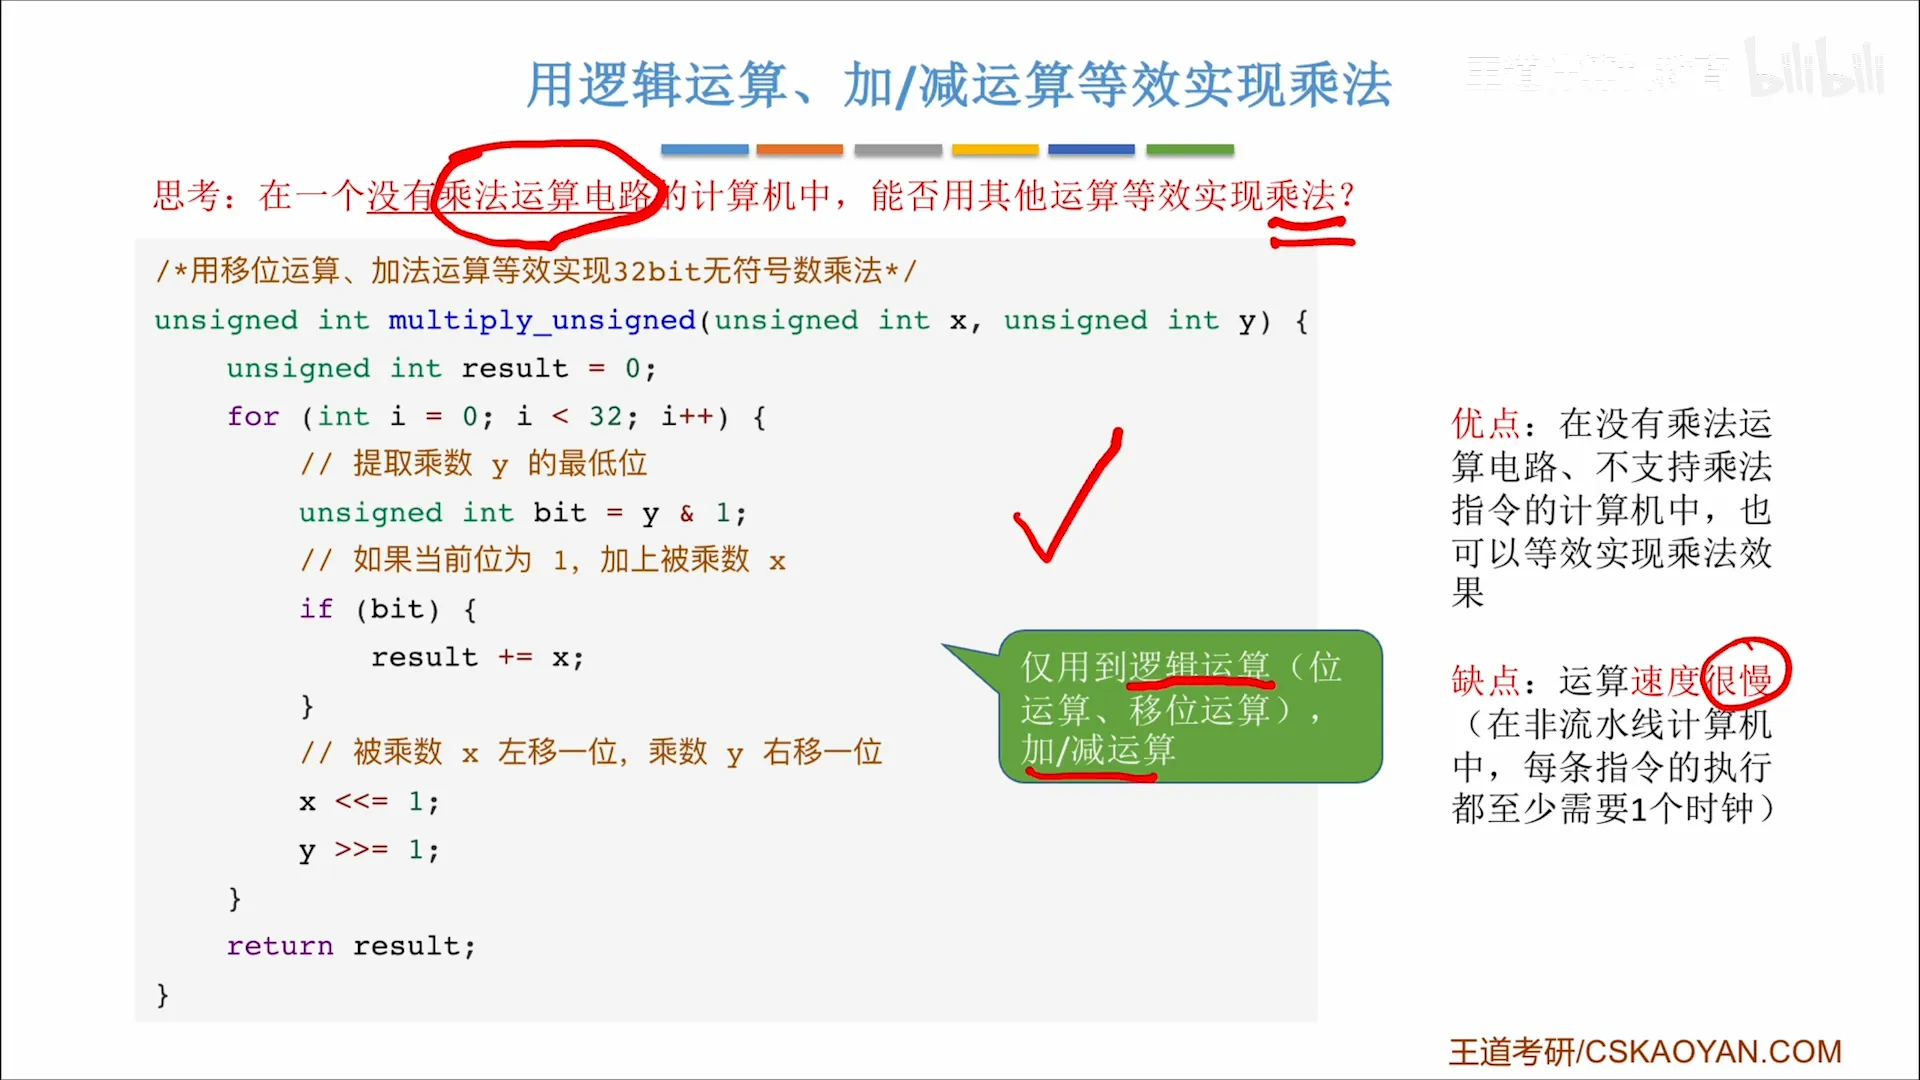 用逻辑运算、加/减运算等效实现乘法
bilibili
思考：在一个没有乘法运算电路的计算机中，能否用其他运算等效实现乘法？
/*用移位运算、加法运算等效实现32bit无符号数乘法*/
unsigned int multiply_unsigned(unsigned int x, unsigned int y) {
unsigned int result = 0;
for (int i = 0; i < 32; i++) {
// 提取乘数 y 的最低位
unsigned int bit = y & 1;
// 如果当前位为 1，加上被乘数 x
if (bit) {
result += x;
}
// 被乘数 x 左移一位，乘数 y 右移一位
x <<= 1;
y >>= 1;
}
return result;
}
仅用到逻辑运算（位
运算、移位运算），
加/减运算
优点：在没有乘法运
算电路、不支持乘法
指令的计算机中，也
可以等效实现乘法效
果
缺点：运算速度很慢
（在非流水线计算机
中，每条指令的执行
都至少需要1个时钟）
王道考研/CSKAOYAN.COM